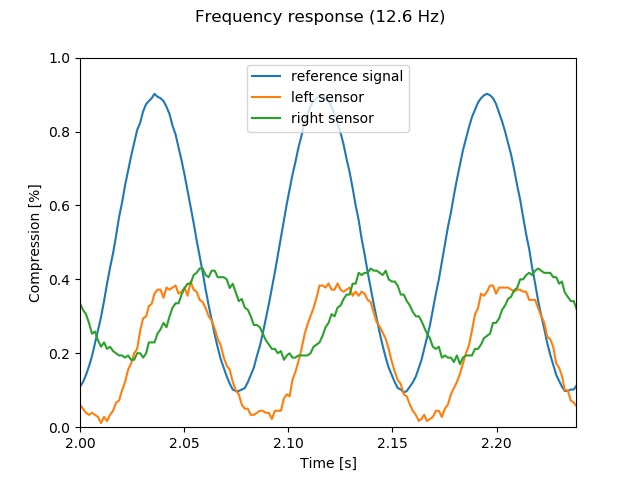 Frequency response (12.6 Hz)
reference signal
left sensor
right sensor
1.0
0.8
0.6
0.4
0.2
0.0
Compression [%]
2.00 2.05 2.10 2.15 2.20
Time [s]